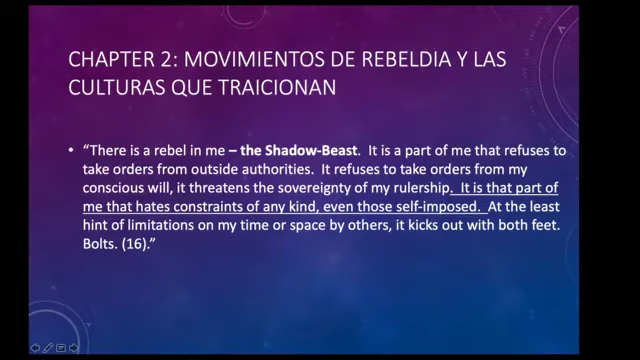 CHAPTER 2: MOVIMIENTOS DE REBELDIA Y LAS
CULTURAS QUE TRAICIONAN
• “There is a rebel in me – the Shadow-Beast. It is a part of me that refuses to
take orders from outside authorities. It refuses to take orders from my
conscious will, it threatens the sovereignty of my rulership. It is that part of
me that hates constraints of any kind, even those self-imposed. At the least
hint of limitations on my time or space by others, it kicks out with both feet.
Bolts. (16).”